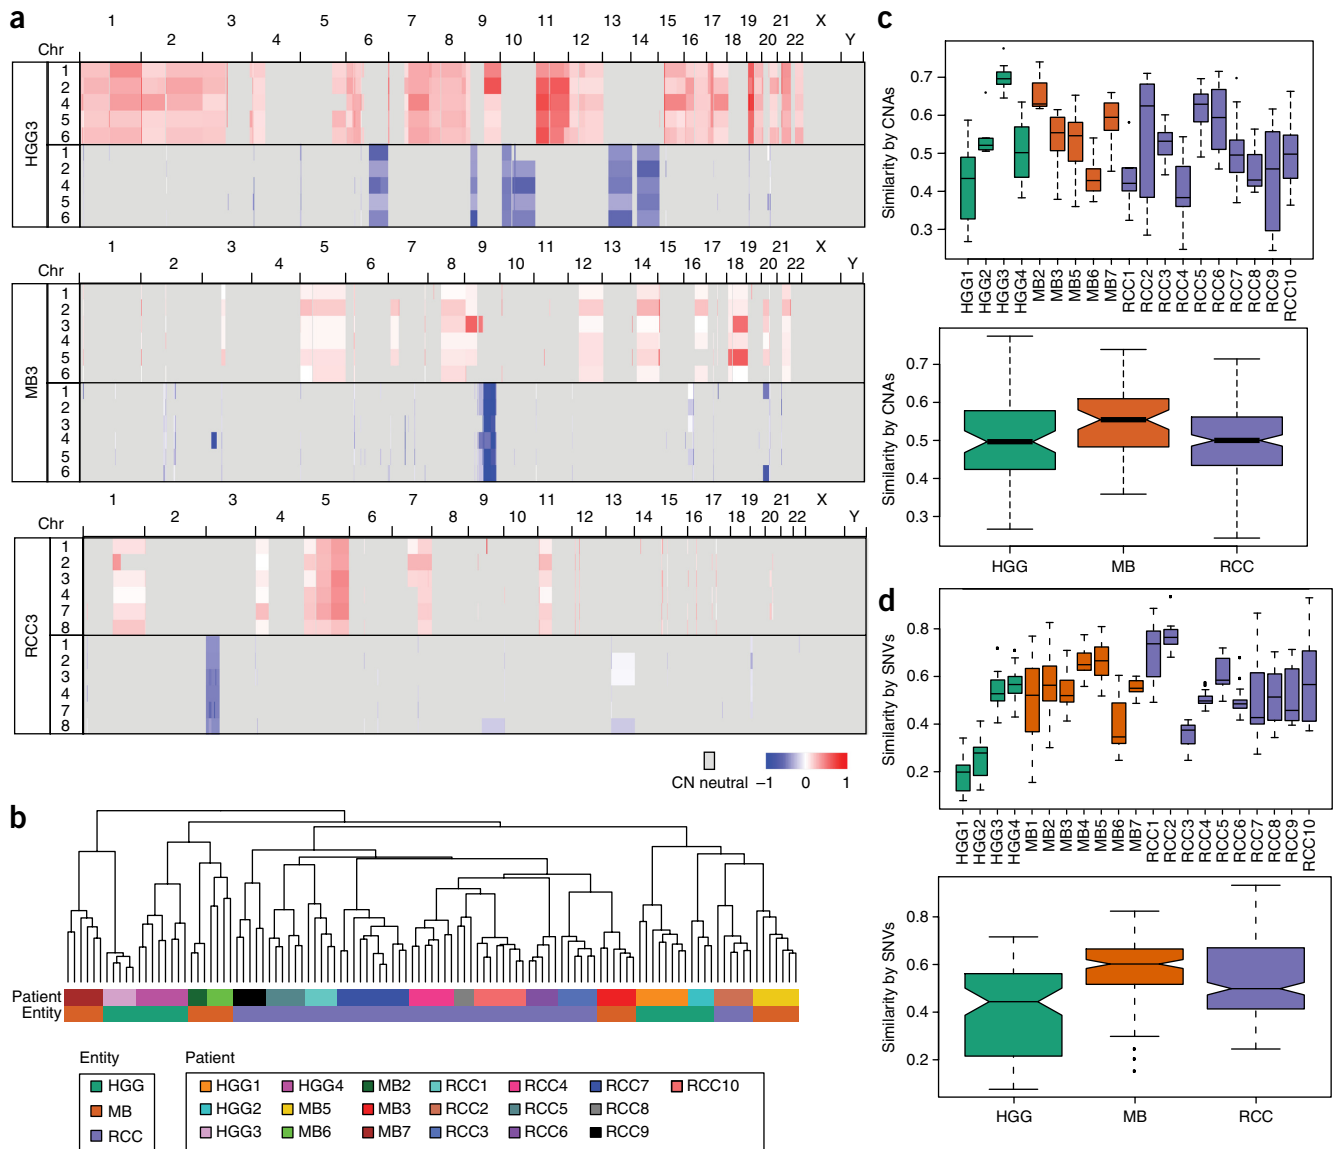 a
1 3 5 7 9 11 13 15 17 19 21 X
2 4 6 8 10 12 14 16 18 20 22 Y
Chr
HGG3
1
2
4
5
6
1
2
4
5
6
1 3 5 7 9 11 13 15 17 19 21 X
2 4 6 8 10 12 14 16 18 20 22 Y
Chr
MB3
1
2
3
4
5
6
1
2
3
4
5
6
1 3 5 7 9 11 13 15 17 19 21 X
2 4 6 8 10 12 14 16 18 20 22 Y
Chr
RCC3
1
2
3
4
7
8
1
2
3
4
7
8
CN neutral −1 0 1
b
Patient
Entity
Entity
HGG
MB
RCC
Patient
HGG1 HGG4 MB2 RCC1 RCC4 RCC7 RCC10
HGG2 MB5 MB3 RCC2 RCC5 RCC8
HGG3 MB6 MB7 RCC3 RCC6 RCC9
c
Similarity by CNAs
0.7
0.6
0.5
0.4
0.3
HGG1 HGG2 HGG3 HGG4 MB2 MB3 MB5 MB6 MB7 RCC1 RCC2 RCC3 RCC4 RCC5 RCC6 RCC7 RCC8 RCC9 RCC10
Similarity by CNAs
0.7
0.6
0.5
0.4
0.3
HGG MB RCC
d
Similarity by SNVs
0.8
0.6
0.4
0.2
HGG1 HGG2 HGG3 HGG4 MB1 MB2 MB3 MB4 MB5 MB6 MB7 RCC1 RCC2 RCC3 RCC4 RCC5 RCC6 RCC7 RCC8 RCC9 RCC10
Similarity by SNVs
0.8
0.6
0.4
0.2
HGG MB RCC